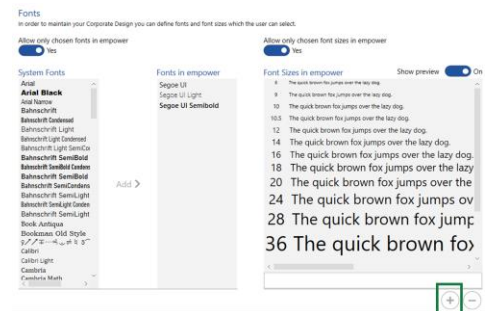 Fonts
In order to maintain your Corporate Design you can define fonts and font sizes which the user can select.
Allow only chosen fonts in empower
Yes
Allow only chosen font sizes in empower
Yes
System Fonts
Arial
Arial Black
Arial Narrow
Bahnschrift
Bahnschrift Condensed
Bahnschrift Light
Bahnschrift Light Condensed
Bahnschrift Light SemiCo
Bahnschrift SemiBold
Bahnschrift SemiBold Conden
Bahnschrift SemiBold
Bahnschrift SemiCondens
Bahnschrift SemiLight
Bahnschrift SemiLight Conden
Bahnschrift SemiLight
Book Antiqua
Bookman Old Style
Calibri
Calibri Light
Cambria
Cambria Math
Add >
Fonts in empower
Segoe UI
Segoe UI Light
Segoe UI Semibold
Font Sizes in empower
Show preview
On
8 The quick brown fox jumps over the lazy dog.
9 The quick brown fox jumps over the lazy dog.
10 The quick brown fox jumps over the lazy dog.
10.5 The quick brown fox jumps over the lazy dog.
12 The quick brown fox jumps over the lazy dog.
14 The quick brown fox jumps over the lazy dog.
16 The quick brown fox jumps over the lazy dog.
18 The quick brown fox jumps over the lazy
20 The quick brown fox jumps over the
24 The quick brown fox jumps ov
28 The quick brown fox jump
36 The quick brown fox